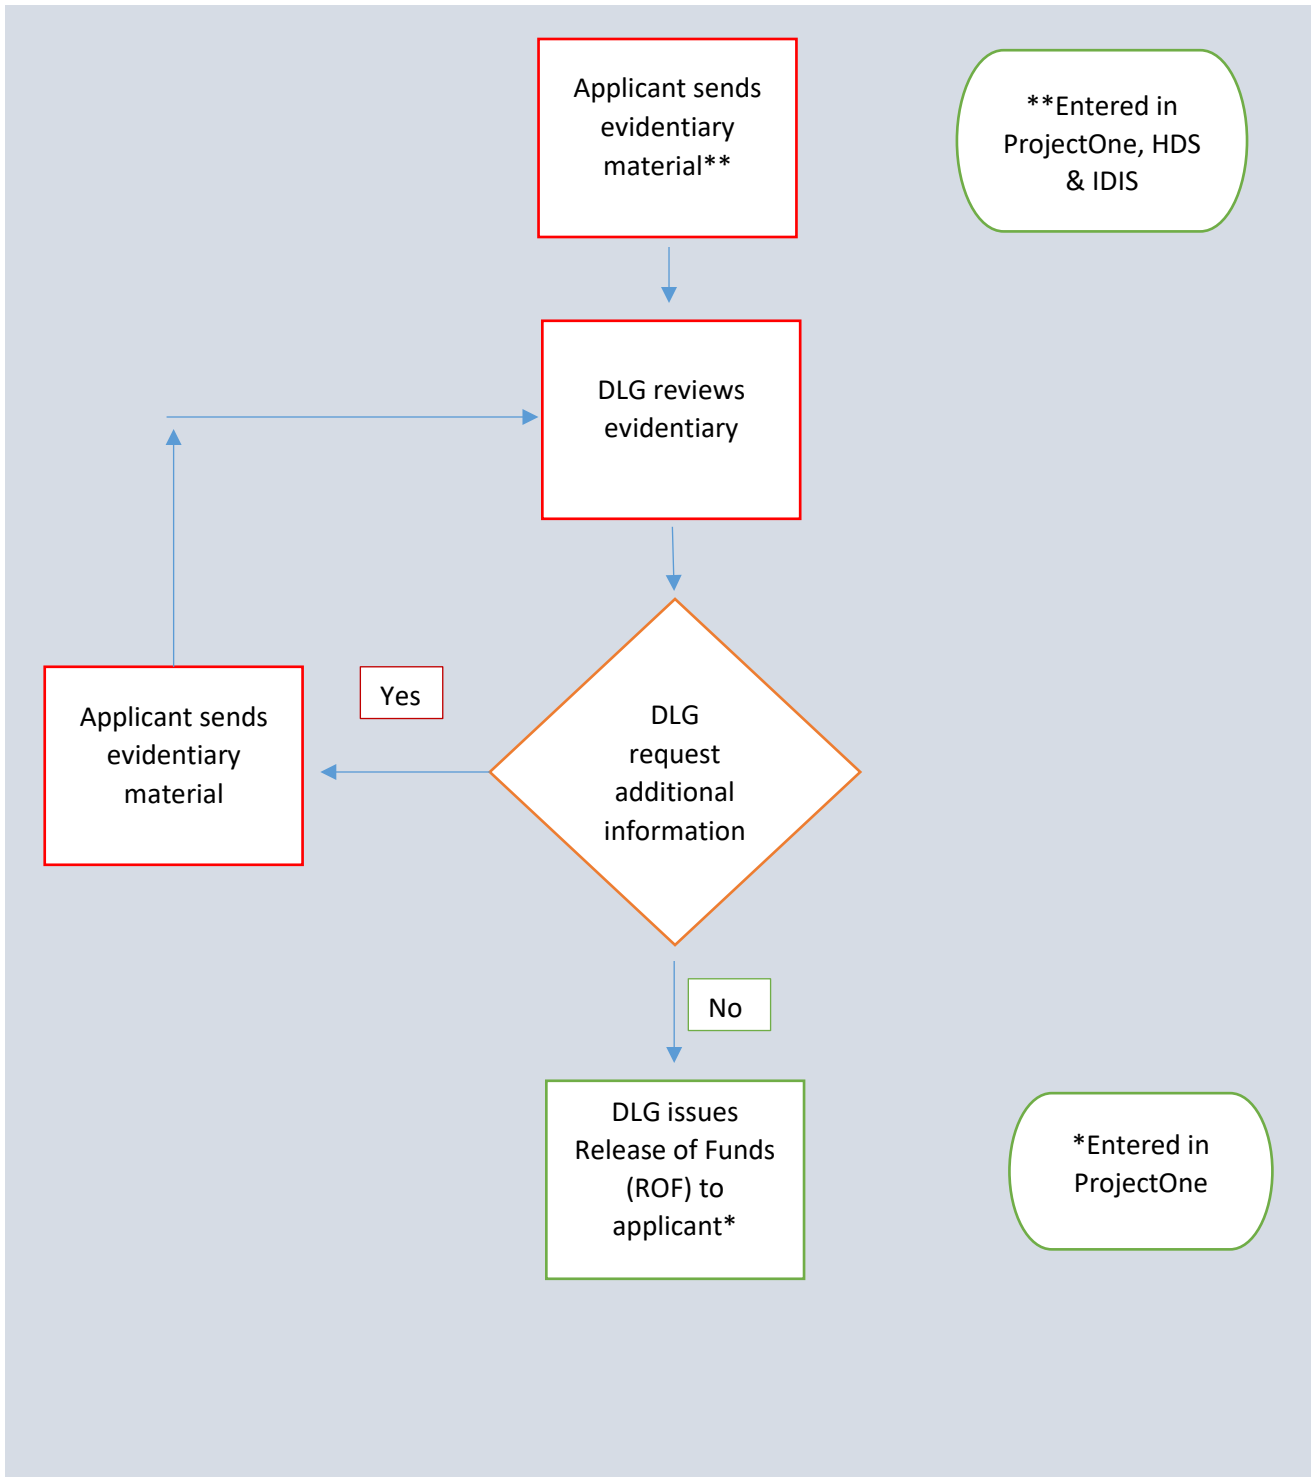 Applicant sends
evidentiary
material**
**Entered in
ProjectOne, HDS
& IDIS
DLG reviews
evidentiary
Yes
Applicant sends
evidentiary
material
DLG
request
additional
information
No
DLG issues
Release of Funds
(ROF) to
applicant*
*Entered in
ProjectOne